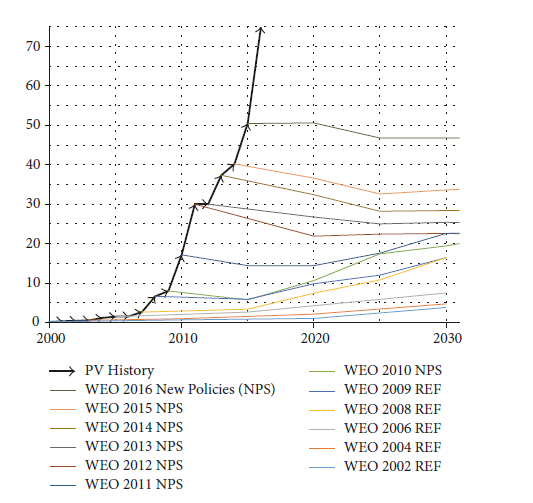 70
60
50
40
30
20
10
0
2000
2010
2020
2030
PV History
WEO 2016 New Policies (NPS)
WEO 2015 NPS
WEO 2014 NPS
WEO 2013 NPS
WEO 2012 NPS
WEO 2011 NPS
WEO 2010 NPS
WEO 2009 REF
WEO 2008 REF
WEO 2006 REF
WEO 2004 REF
WEO 2002 REF